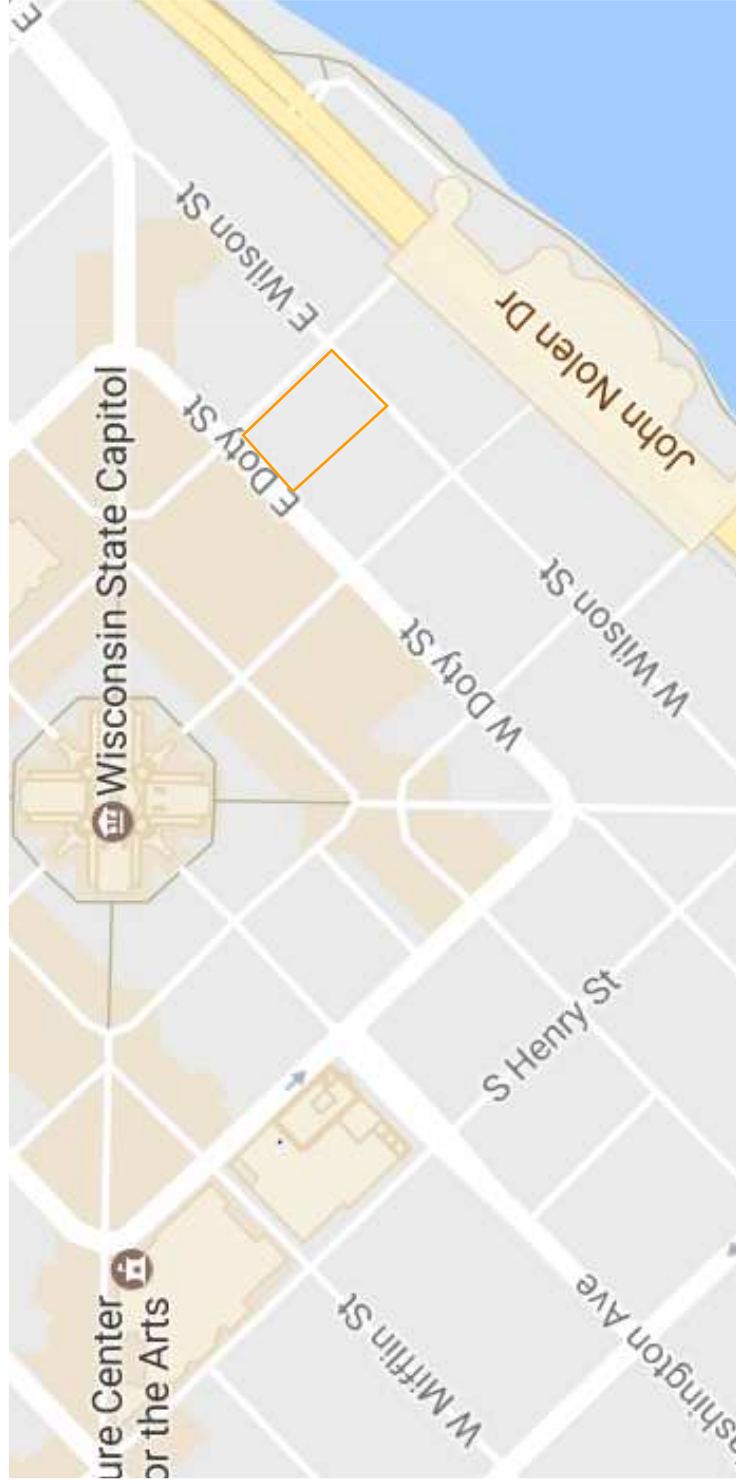 E
E Wilson St
E Doty St
Wisconsin State Capitol
John Nolen Dr
W Wilson St
W Doty St
S Henry St
ashington Ave
W Mifflin St
ure Center
or the Arts